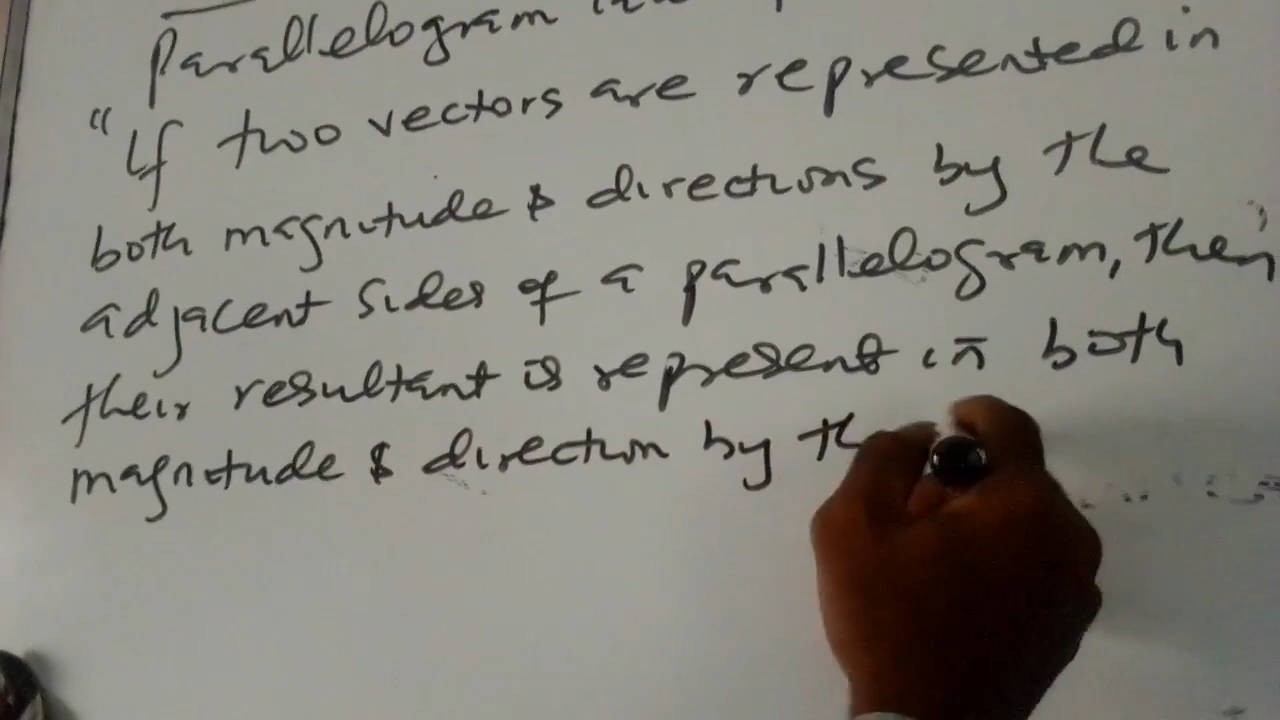 Parallelogram law
"If two vectors are represented in
both magnitude & directions by the
adjacent sides of a parallelogram, then
their resultant is represent in both
magnitude & direction by th